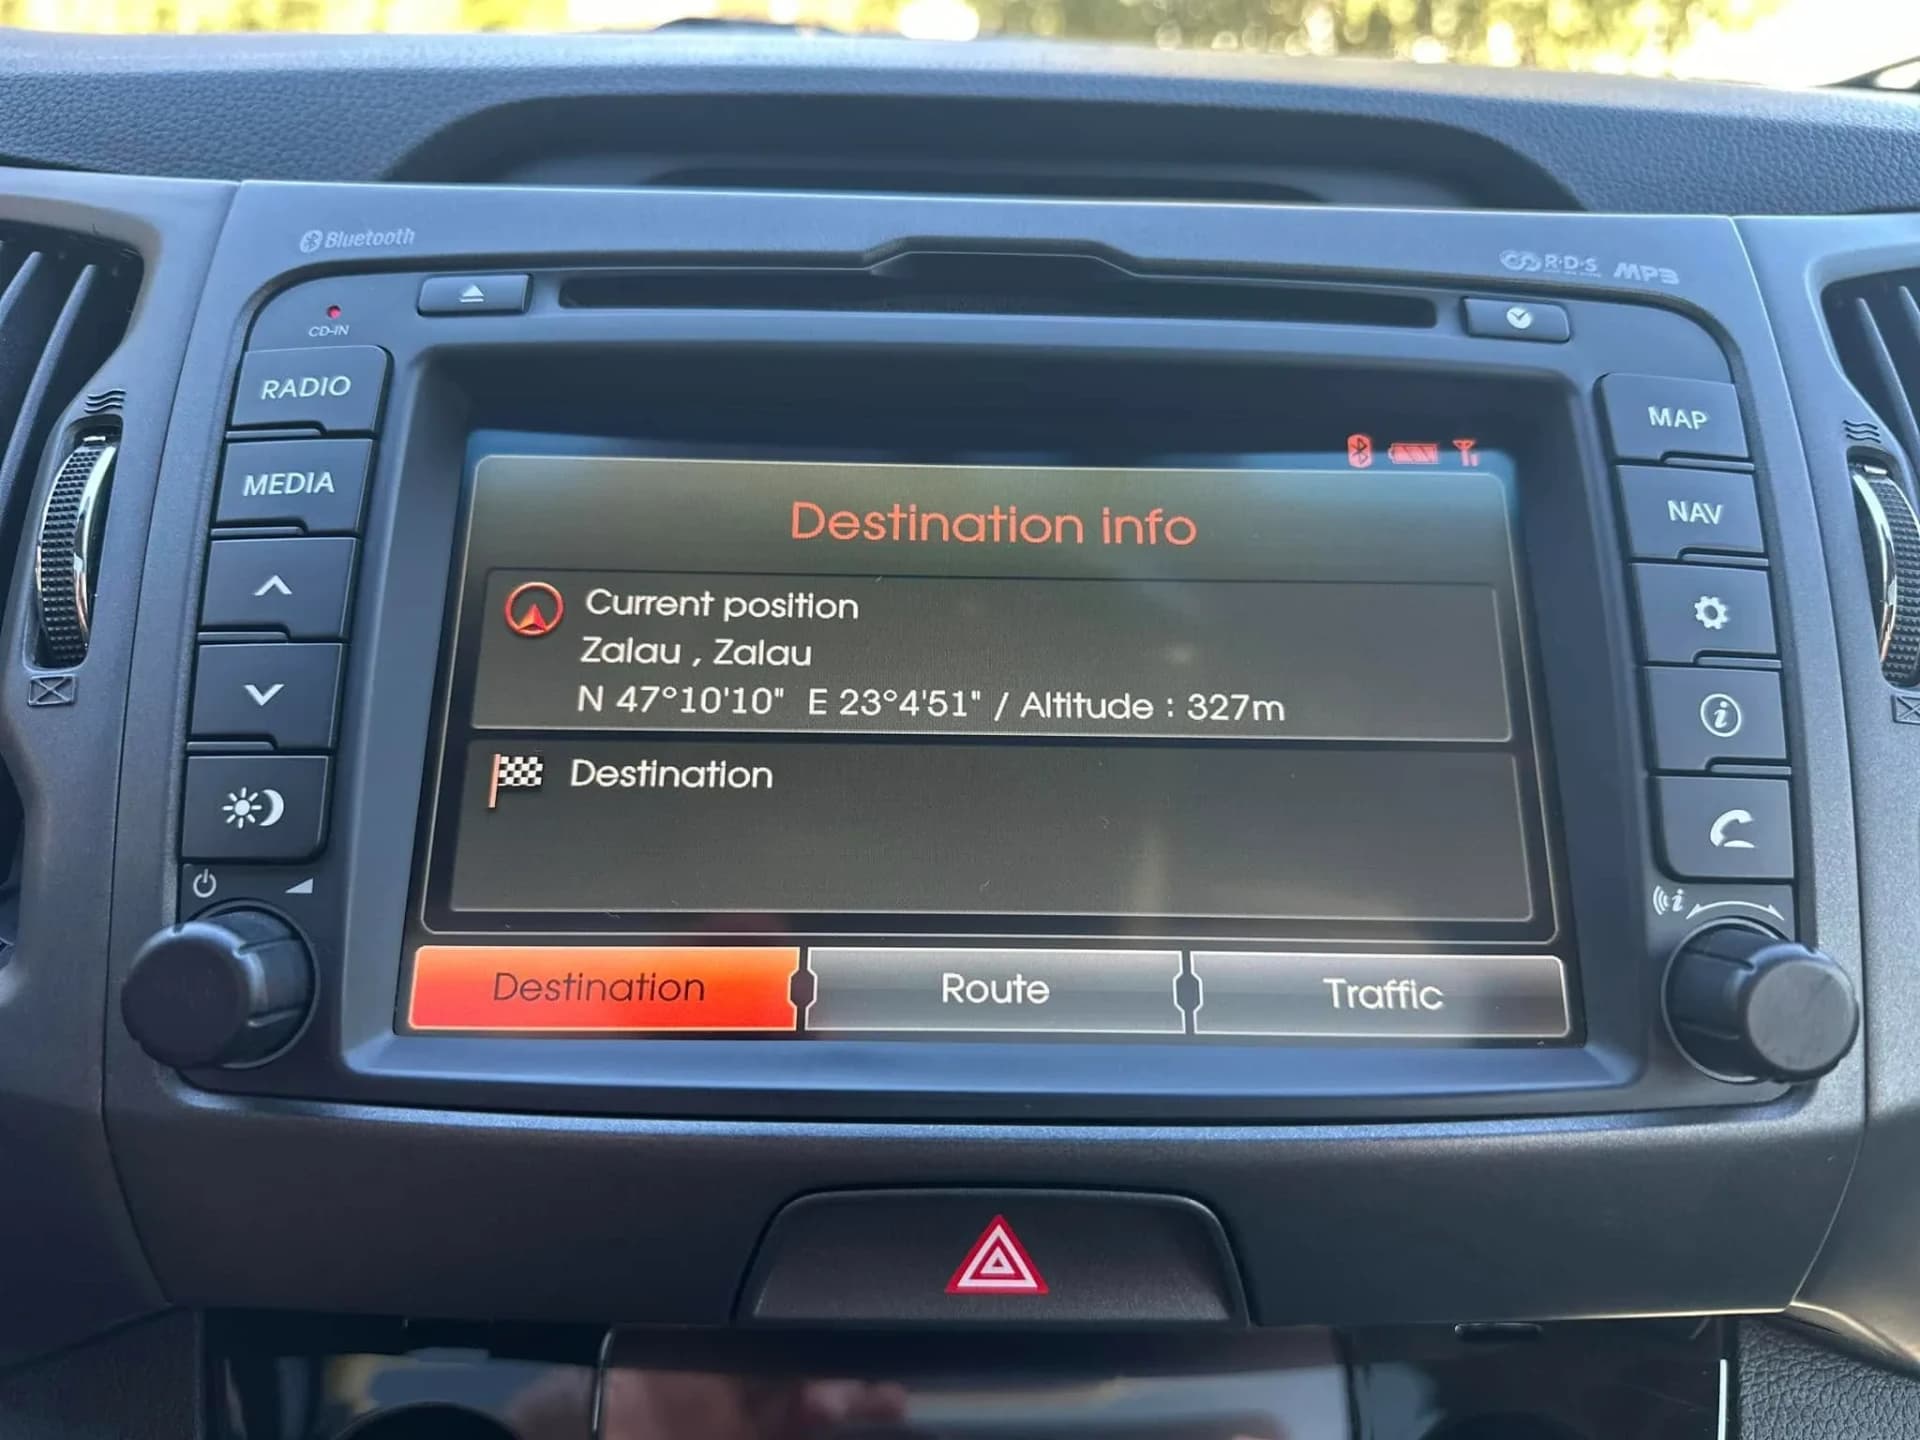 Bluetooth
R·D·S MP3
CD-IN
RADIO
MEDIA
MAP
NAV
Destination info
Current position
Zalau , Zalau
N 47°10'10" E 23°4'51" / Altitude : 327m
Destination
Destination
Route
Traffic